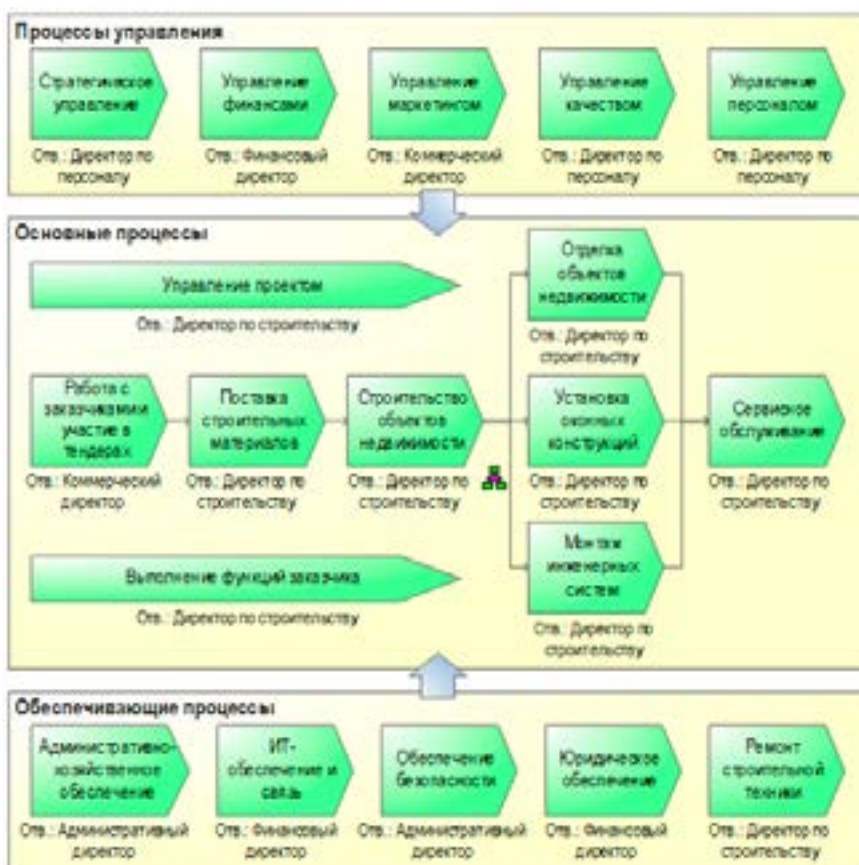 Процессы управления
Стратегическое
управление
Управление
финансами
Управление
маркетингом
Управление
качеством
Управление
персоналом
Отв.: Директор по
персоналу
Отв.: Финансовый
директор
Отв.: Коммерческий
директор
Отв.: Директор по
персоналу
Отв.: Директор по
персоналу
Основные процессы
Управление проектом
Отв.: Директор по строительству
Отделка
объектов
недвижимости
Отв.: Директор по
строительству
Работа с
заказчиками и
участие в
тендерах
Отв.: Коммерческий
директор
Поставка
строительных
материалов
Отв.: Директор по
строительству
Строительство
объектов
недвижимости
Отв.: Директор по
строительству
Установка
оконных
конструкций
Отв.: Директор по
строительству
Сервисное
обслуживание
Отв.: Директор по
строительству
Выполнение функций заказчика
Отв.: Директор по строительству
Монтаж
инженерных
систем
Отв.: Директор по
строительству
Обеспечивающие процессы
Административно-
хозяйственное
обеспечение
ИТ-
обеспечение и
связь
Обеспечение
безопасности
Юридическое
обеспечение
Ремонт
строительной
техники
Отв.: Административный
директор
Отв.: Финансовый
директор
Отв.: Административный
директор
Отв.: Финансовый
директор
Отв.: Директор по
строительству